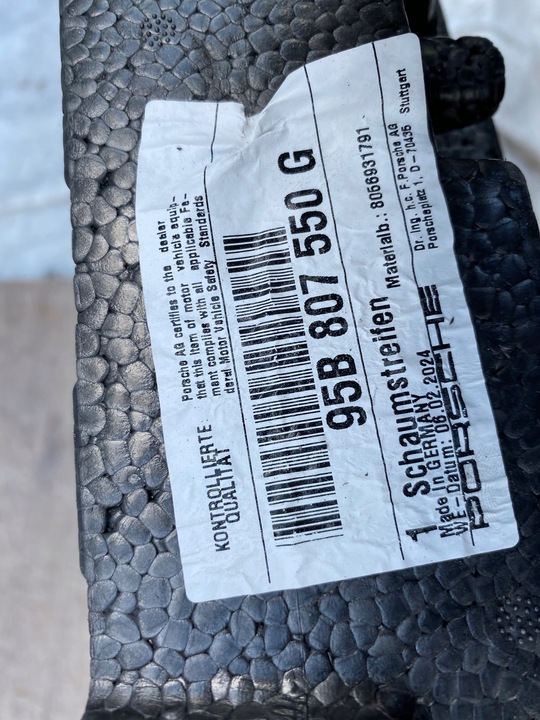 Porsche AG certifies to the dealer
that this item of motor vehicle equip-
ment complies with all applicable Fe-
deral Motor Vehicle Safety Standards
KONTROLLIERTE
QUALITÄT
95B 807 550 G
Materialb.: 8066931791
1 Schaumstreifen
Made in GERMANY
WE-Datum: 06.02.2024
Dr. Ing. h.c. F. Porsche AG
Porscheplatz 1, D-70435 Stuttgart
PORSCHE